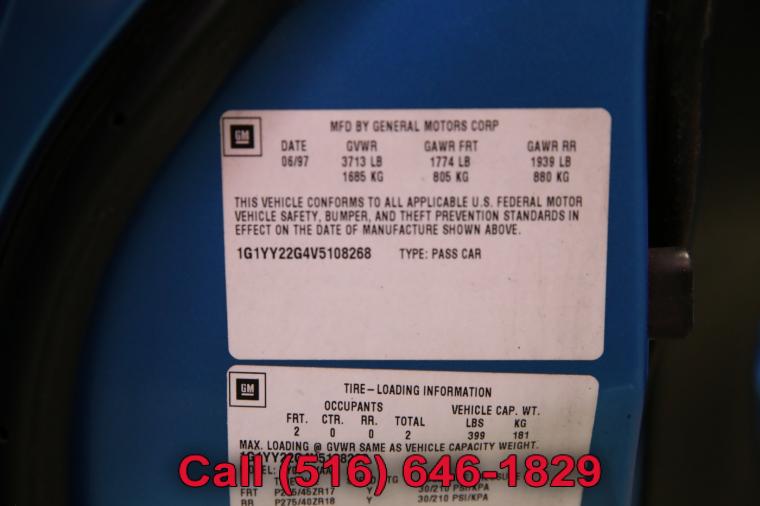 GM
MFD BY GENERAL MOTORS CORP
DATE GVWR GAWR FRT GAWR RR
06/97 3713 LB 1774 LB 1939 LB
1685 KG 805 KG 880 KG
THIS VEHICLE CONFORMS TO ALL APPLICABLE U.S. FEDERAL MOTOR
VEHICLE SAFETY, BUMPER, AND THEFT PREVENTION STANDARDS IN
EFFECT ON THE DATE OF MANUFACTURE SHOWN ABOVE.
1G1YY22G4V5108268 TYPE: PASS CAR
GM
TIRE-LOADING INFORMATION
OCCUPANTS VEHICLE CAP. WT.
FRT. CTR. RR. TOTAL LBS KG
2 0 0 2 399 181
MAX. LOADING @ GVWR SAME AS VEHICLE CAPACITY WEIGHT.
Call (516) 646-1829
FRT P275/45ZR17 Y 30/210 PSI/KPA
RR P275/40ZR18 Y 30/210 PSI/KPA